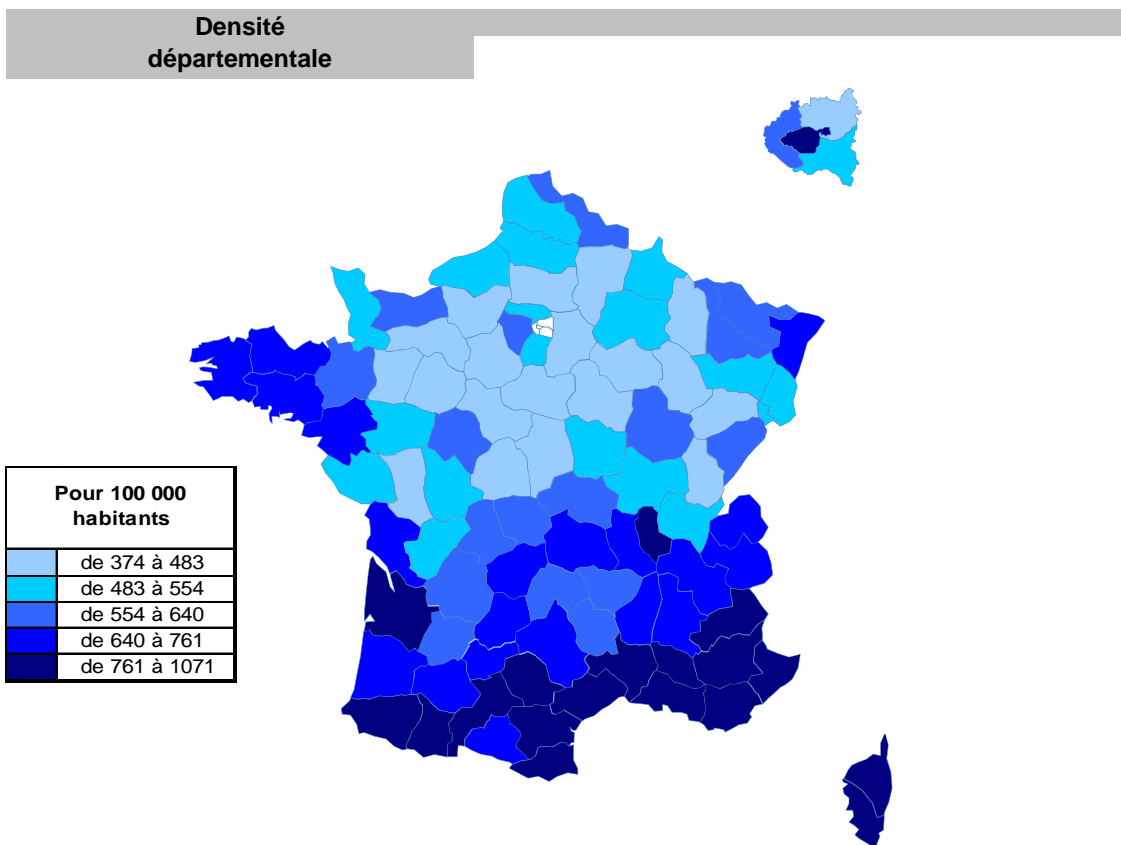 Densité
départementale
Pour 100 000
habitants
de 374 à 483
de 483 à 554
de 554 à 640
de 640 à 761
de 761 à 1071